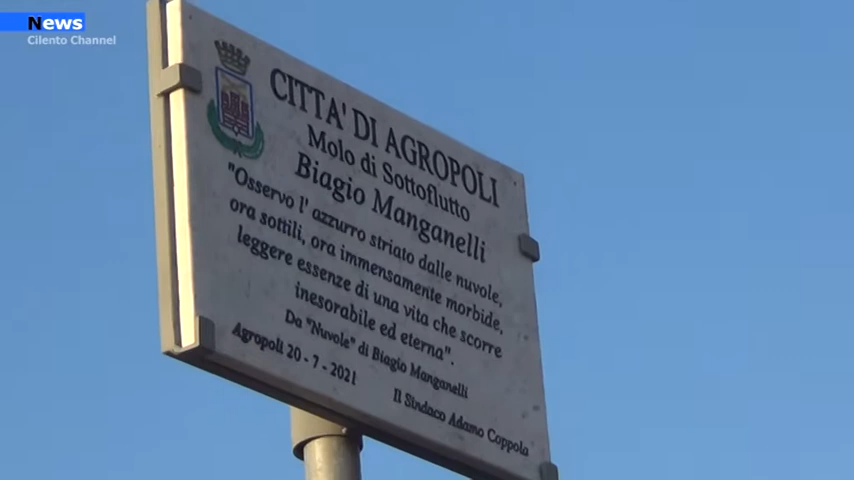 News
Cilento Channel
CITTA' DI AGROPOLI
Molo di Sottoflutto
Biagio Manganelli
"Osservo l' azzurro striato dalle nuvole,
ora sottili, ora immensamente morbide,
leggere essenze di una vita che scorre
inesorabile ed eterna".
Da "Nuvole" di Biagio Manganelli
Agropoli 20 - 7 - 2021
Il Sindaco Adamo Coppola